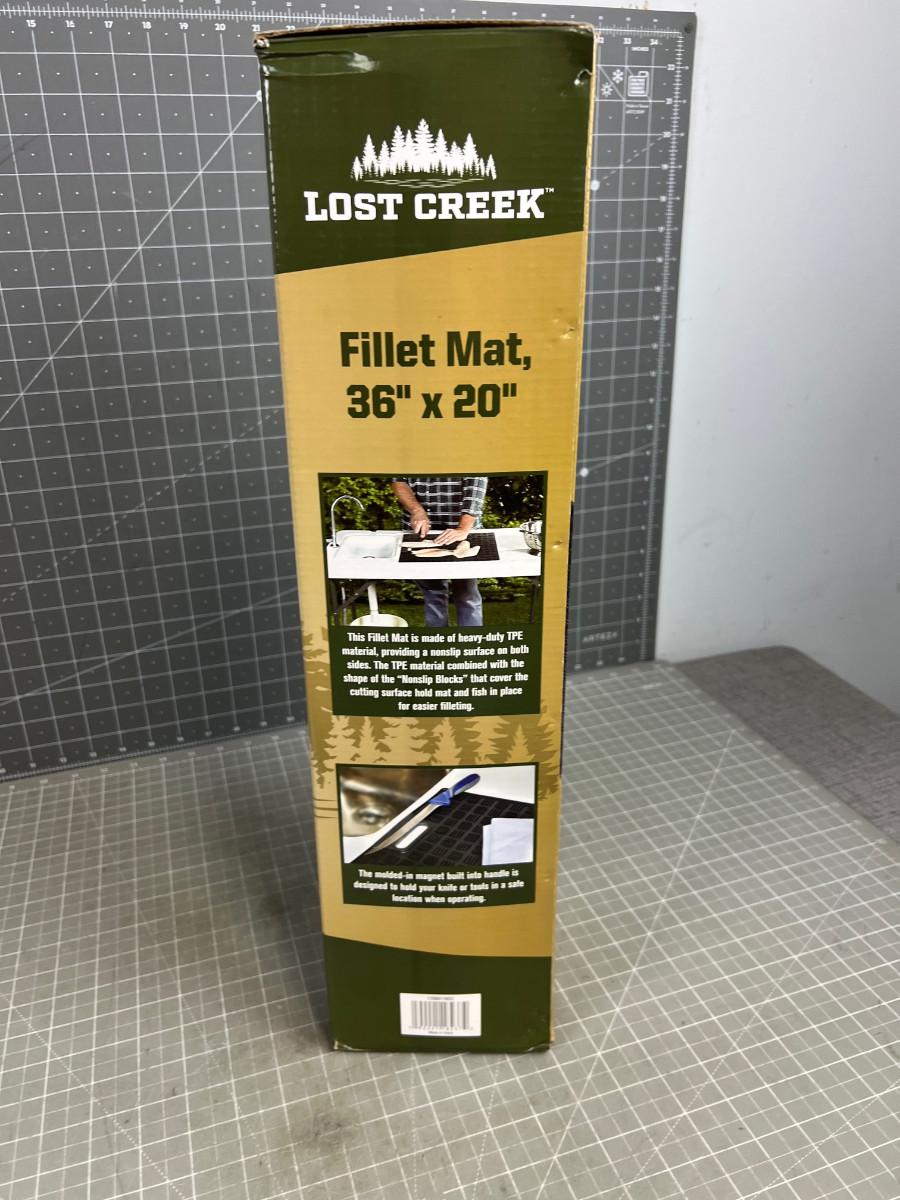 LOST CREEK™
Fillet Mat,
36" x 20"
This Fillet Mat is made of heavy-duty TPE
material, providing a nonslip surface on both
sides. The TPE material combined with the
shape of the “Nonslip Blocks” that cover the
cutting surface hold mat and fish in place
for easier filleting.
The molded-in magnet built into handle is
designed to hold your knife or tools in a safe
location when operating.